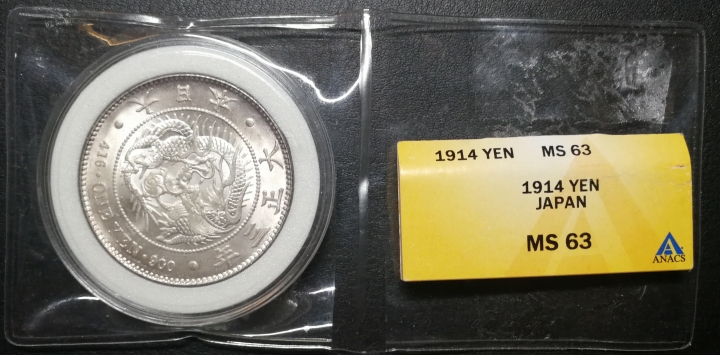 大日本 · 大正三年 · 416 · ONE YEN · 900 ·
1914 YEN MS 63
1914 YEN
JAPAN
MS 63
ANACS